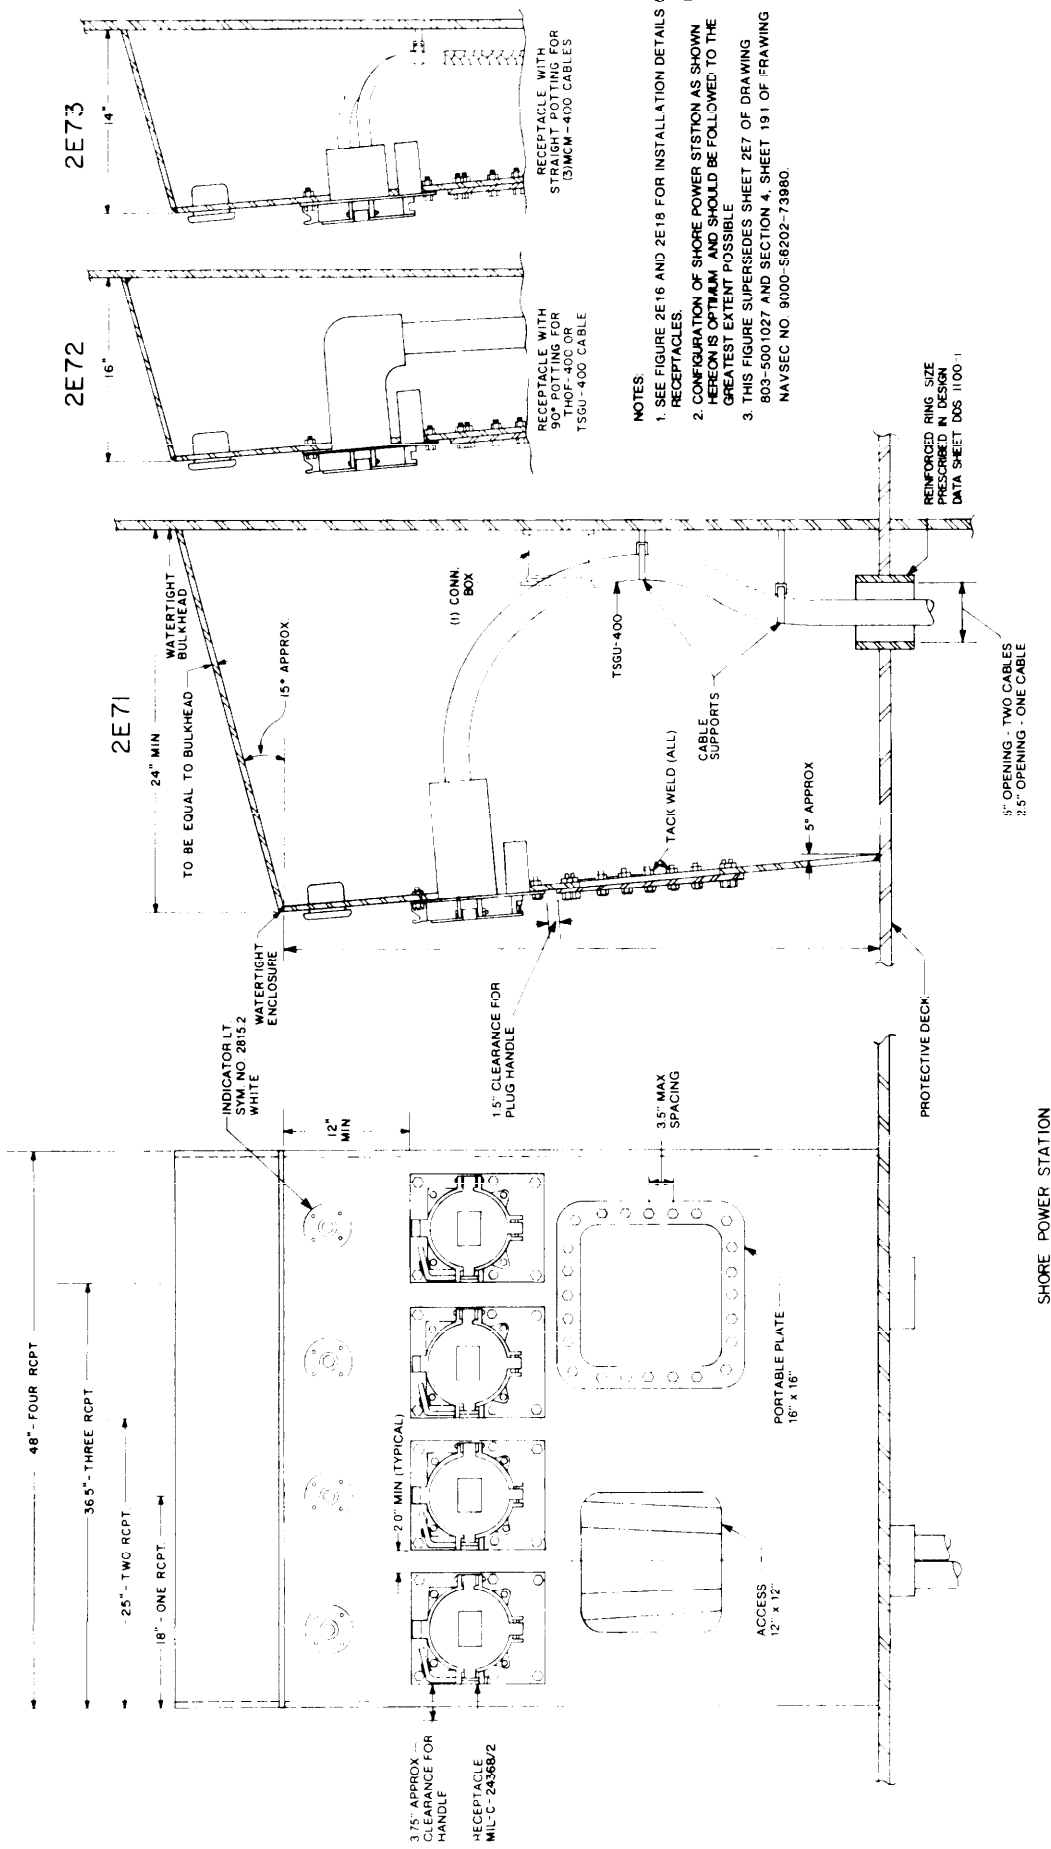 48"-FOUR RCPT
36.5"-THREE RCPT
25"-TWO RCPT.
18"-ONE RCPT.
INDICATOR LT.
SYM. NO. 2815.2
WHITE
12"
MIN
3.75" APPROX
CLEARANCE FOR
HANDLE
RECEPTACLE
MIL-C-24368/2
2.0" MIN (TYPICAL)
3.5" MAX
SPACING
ACCESS
12" x 12"
PORTABLE PLATE
16" x 16"
PROTECTIVE DECK
2E71
24" MIN
TO BE EQUAL TO BULKHEAD
WATERTIGHT
BULKHEAD
15° APPROX.
WATERTIGHT
ENCLOSURE
(1) CONN.
BOX
1.5" CLEARANCE FOR
PLUG HANDLE
TSGU-400
TACK WELD (ALL)
CABLE
SUPPORTS
5° APPROX
REINFORCED RING SIZE
PRESCRIBED IN DESIGN
DATA SHEET DDS 1100-1
OPENING - TWO CABLES
2.5" OPENING - ONE CABLE
2E72
16"
RECEPTACLE WITH
90° POTTING FOR
THOF-400 OR
TSGU-400 CABLE
2E73
14"
RECEPTACLE WITH
STRAIGHT POTTING FOR
(3)MCM-400 CABLES
NOTES:
1. SEE FIGURE 2E16 AND 2E18 FOR INSTALLATION DETAILS
RECEPTACLES.
2. CONFIGURATION OF SHORE POWER STSTION AS SHOWN
HEREON IS OPTIMUM AND SHOULD BE FOLLOWED TO THE
GREATEST EXTENT POSSIBLE
3. THIS FIGURE SUPERSEDES SHEET 2E7 OF DRAWING
803-5001027 AND SECTION 4, SHEET 191 OF FRAWING
NAVSEC NO. 9000-S6202-73980.
SHORE POWER STATION